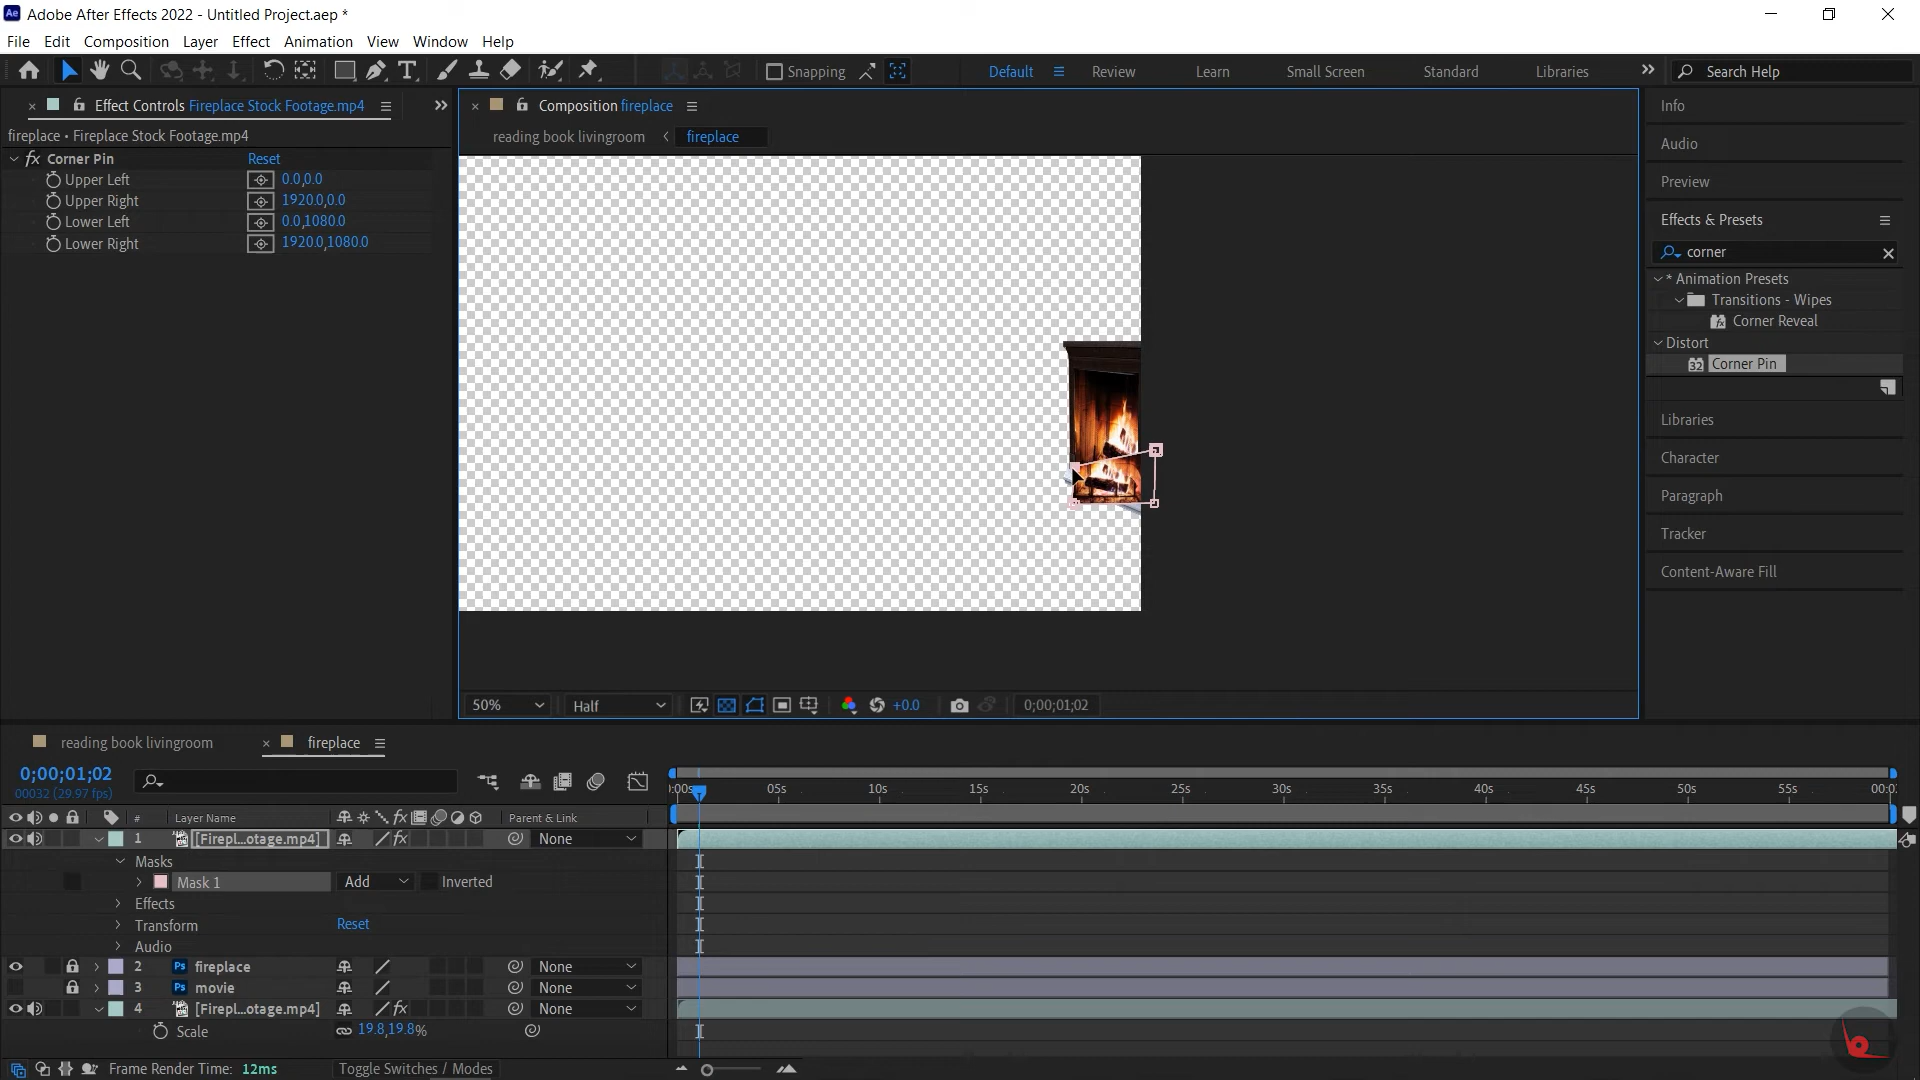 Adobe After Effects 2022 - Untitled Project.aep *
File Edit Composition Layer Effect Animation View Window Help
Snapping Default Review Learn Small Screen Standard Libraries Search Help
Effect Controls Fireplace Stock Footage.mp4
fireplace • Fireplace Stock Footage.mp4
Corner Pin Reset
Upper Left 0.0,0.0
Upper Right 1920.0,0.0
Lower Left 0.0,1080.0
Lower Right 1920.0,1080.0
Composition fireplace
reading book livingroom fireplace
50% Half +0.0 0;00;01;02
Info
Audio
Preview
Effects & Presets
corner
* Animation Presets
Transitions - Wipes
Corner Reveal
Distort
32 Corner Pin
Libraries
Character
Paragraph
Tracker
Content-Aware Fill
reading book livingroom fireplace
0;00;01;02
00032 (29.97 fps)
:00s 05s 10s 15s 20s 25s 30s 35s 40s 45s 50s 55s 00:0
# Layer Name Parent & Link
1 [Firepl...otage.mp4] None
Masks
Mask 1 Add Inverted
Effects
Transform Reset
Audio
2 Ps fireplace None
3 Ps movie None
4 [Firepl...otage.mp4] None
Scale 19.8,19.8%
Frame Render Time: 12ms Toggle Switches / Modes